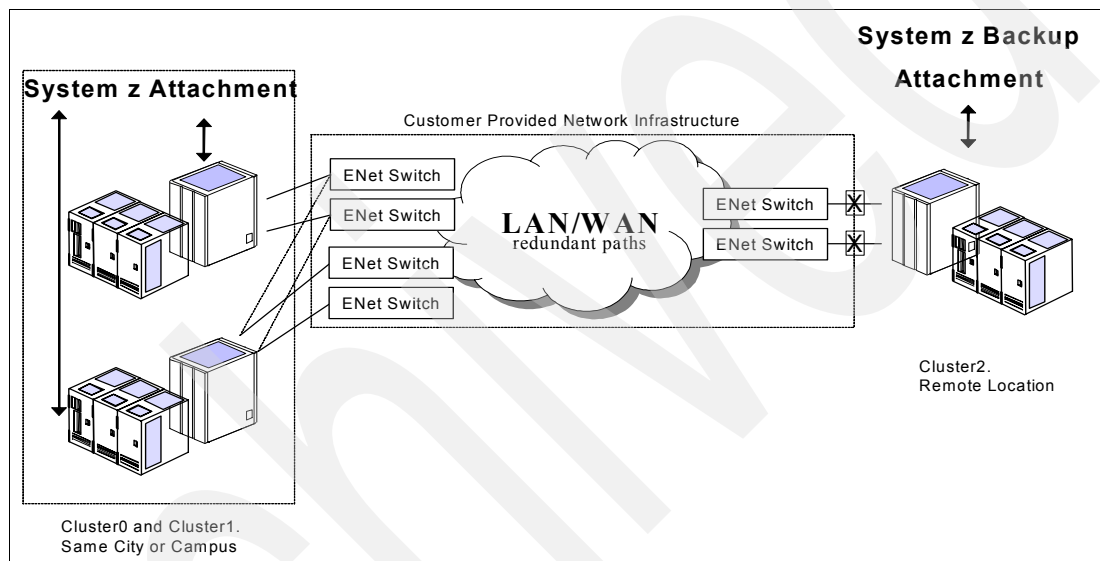 System z Backup
Attachment
System z Attachment
Customer Provided Network Infrastructure
ENet Switch
ENet Switch
ENet Switch
ENet Switch
LAN/WAN
redundant paths
ENet Switch
X
ENet Switch
X
Cluster2.
Remote Location
Cluster0 and Cluster1.
Same City or Campus